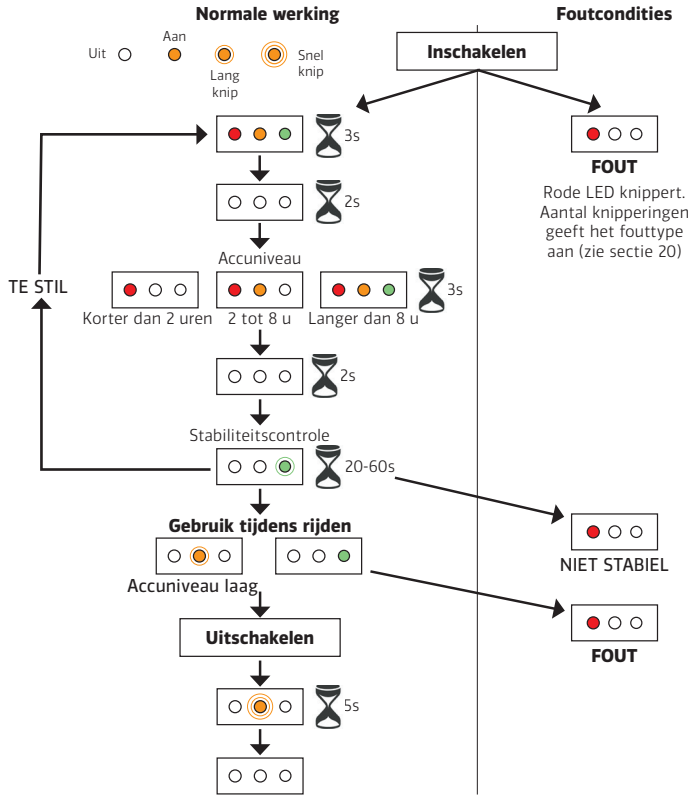 Normale werking
Foutcondities
Uit
Aan
Lang
knip
Snel
knip
Inschakelen
3s
FOUT
Rode LED knippert.
Aantal knipperingen
geeft het fouttype
aan (zie sectie 20)
2s
Accuniveau
TE STIL
3s
Korter dan 2 uren
2 tot 8 u
Langer dan 8 u
2s
Stabiliteitscontrole
20-60s
Gebruik tijdens rijden
NIET STABIEL
Accuniveau laag
Uitschakelen
FOUT
5s